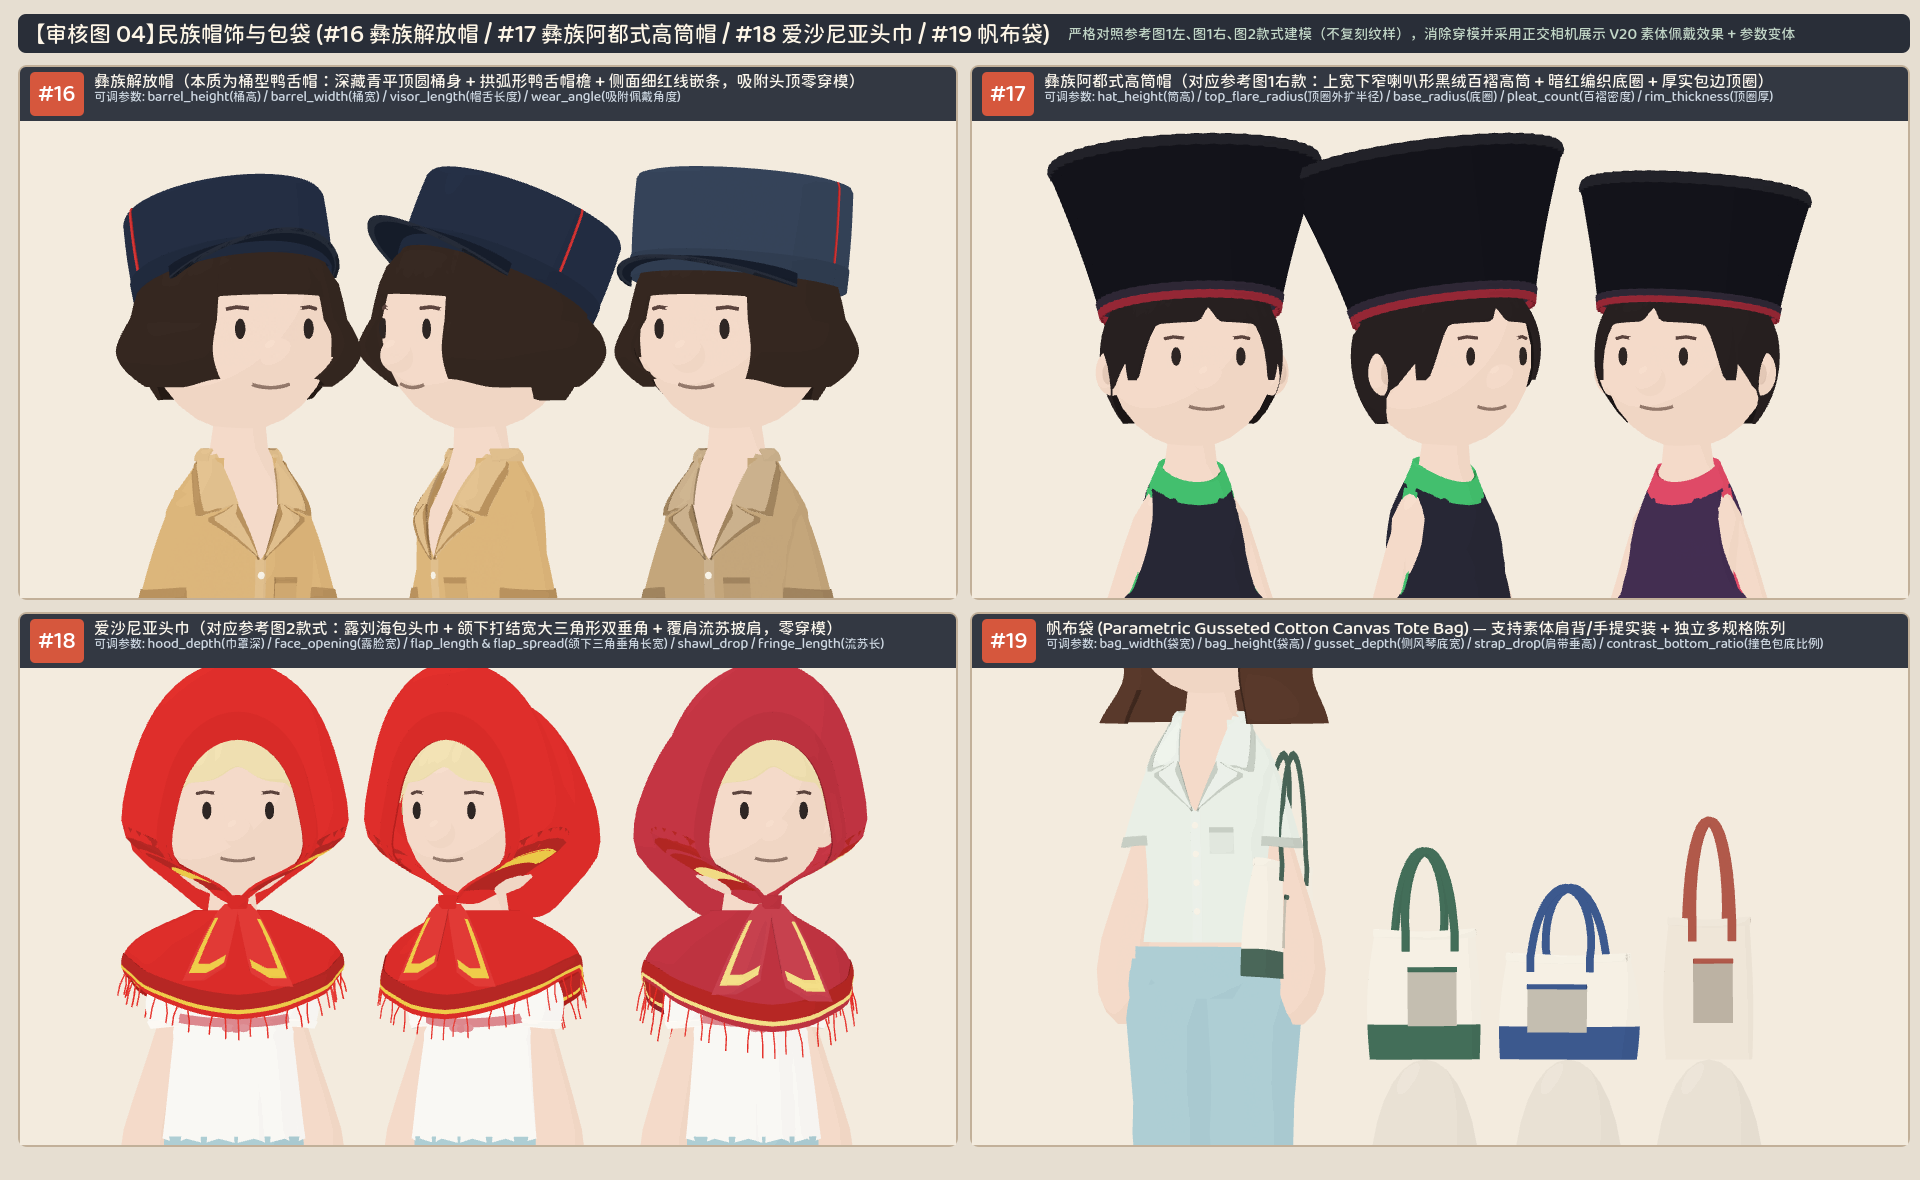 【审核图 04】民族帽饰与包袋 (#16 彝族解放帽 / #17 彝族阿都式高筒帽 / #18 爱沙尼亚头巾 / #19 帆布袋) 严格对照参考图1左、图1右、图2款式建模（不复刻纹样），消除穿模并采用正交相机展示 V20 素体佩戴效果 + 参数变体
#16 彝族解放帽（本质为桶型鸭舌帽：深藏青平顶圆桶身 + 拱弧形鸭舌帽檐 + 侧面细红线嵌条，吸附头顶零穿模）
可调参数: barrel_height(桶高) / barrel_width(桶宽) / visor_length(帽舌长度) / wear_angle(吸附佩戴角度)
#17 彝族阿都式高筒帽（对应参考图1右款：上宽下窄喇叭形黑绒百褶高筒 + 暗红编织底圈 + 厚实包边顶圈）
可调参数: hat_height(筒高) / top_flare_radius(顶圈外扩半径) / base_radius(底圈) / pleat_count(百褶密度) / rim_thickness(顶圈厚)
#18 爱沙尼亚头巾（对应参考图2款式：露刘海包头巾 + 颌下打结宽大三角形双垂角 + 覆肩流苏披肩，零穿模）
可调参数: hood_depth(巾罩深) / face_opening(露脸宽) / flap_length & flap_spread(颌下三角垂角长宽) / shawl_drop / fringe_length(流苏长)
#19 帆布袋 (Parametric Gusseted Cotton Canvas Tote Bag) — 支持素体肩背/手提实装 + 独立多规格陈列
可调参数: bag_width(袋宽) / bag_height(袋高) / gusset_depth(侧风琴底宽) / strap_drop(肩带垂高) / contrast_bottom_ratio(撞色包底比例)